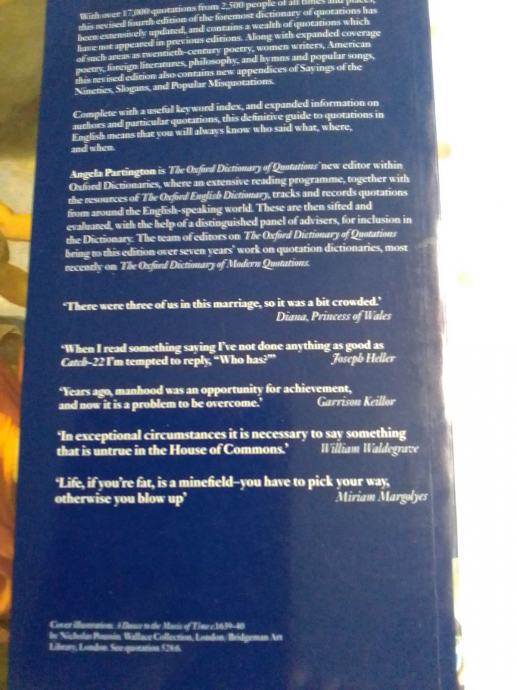 With over 17,000 quotations from 2,500 people of all times and places,
this revised fourth edition of the foremost dictionary of quotations has
been extensively updated, and contains a wealth of quotations which
have not appeared in previous editions. Along with expanded coverage
of such areas as twentieth-century poetry, women writers, American
poetry, foreign literatures, philosophy, and hymns and popular songs,
this revised edition also contains new appendices of Sayings of the
Nineties, Slogans, and Popular Misquotations.
Complete with a useful keyword index, and expanded information on
authors and particular quotations, this definitive guide to quotations in
English means that you will always know who said what, where,
and when.
Angela Partington is The Oxford Dictionary of Quotations' new editor within
Oxford Dictionaries, where an extensive reading programme, together with
the resources of The Oxford English Dictionary, tracks and records quotations
from around the English-speaking world. These are then sifted and
evaluated, with the help of a distinguished panel of advisers, for inclusion in
the Dictionary. The team of editors on The Oxford Dictionary of Quotations
bring to this edition over seven years' work on quotation dictionaries, most
recently on The Oxford Dictionary of Modern Quotations.
‘There were three of us in this marriage, so it was a bit crowded.’
Diana, Princess of Wales
‘When I read something saying I've not done anything as good as
Catch-22 I'm tempted to reply, “Who has?”’ Joseph Heller
‘Years ago, manhood was an opportunity for achievement,
and now it is a problem to be overcome.’ Garrison Keillor
‘In exceptional circumstances it is necessary to say something
that is untrue in the House of Commons.’ William Waldegrave
‘Life, if you're fat, is a minefield–you have to pick your way,
otherwise you blow up’ Miriam Margolyes
Cover illustration: A Dance to the Music of Time c.1639–40
by Nicholas Poussin. Wallace Collection, London/Bridgeman Art
Library, London. See quotation